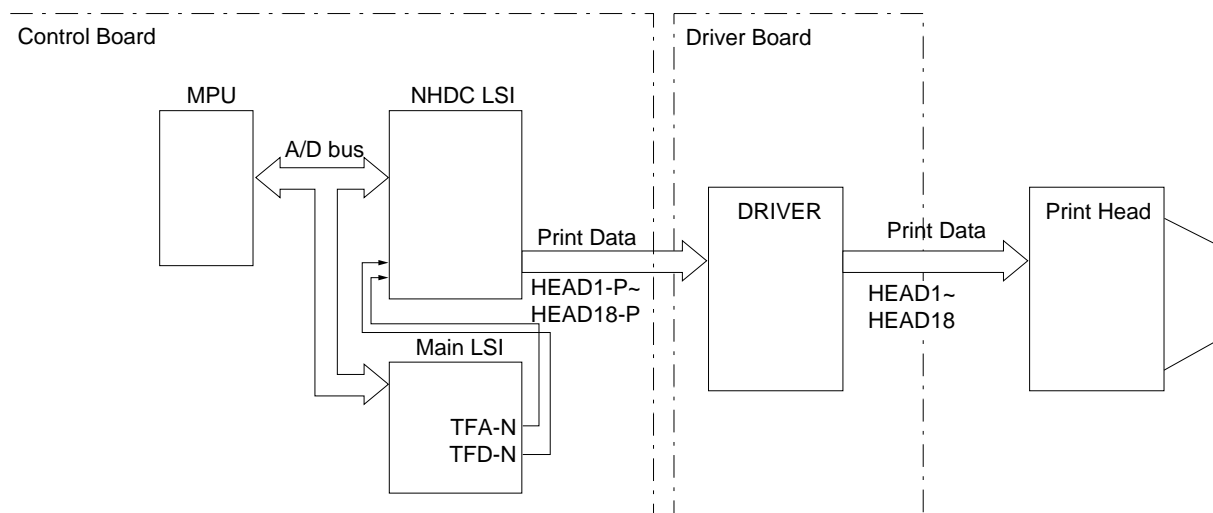 Control Board
Driver Board
MPU
NHDC LSI
A/D bus
DRIVER
Print Head
Print Data
Print Data
HEAD1-P~
HEAD18-P
HEAD1~
HEAD18
Main LSI
TFA-N
TFD-N